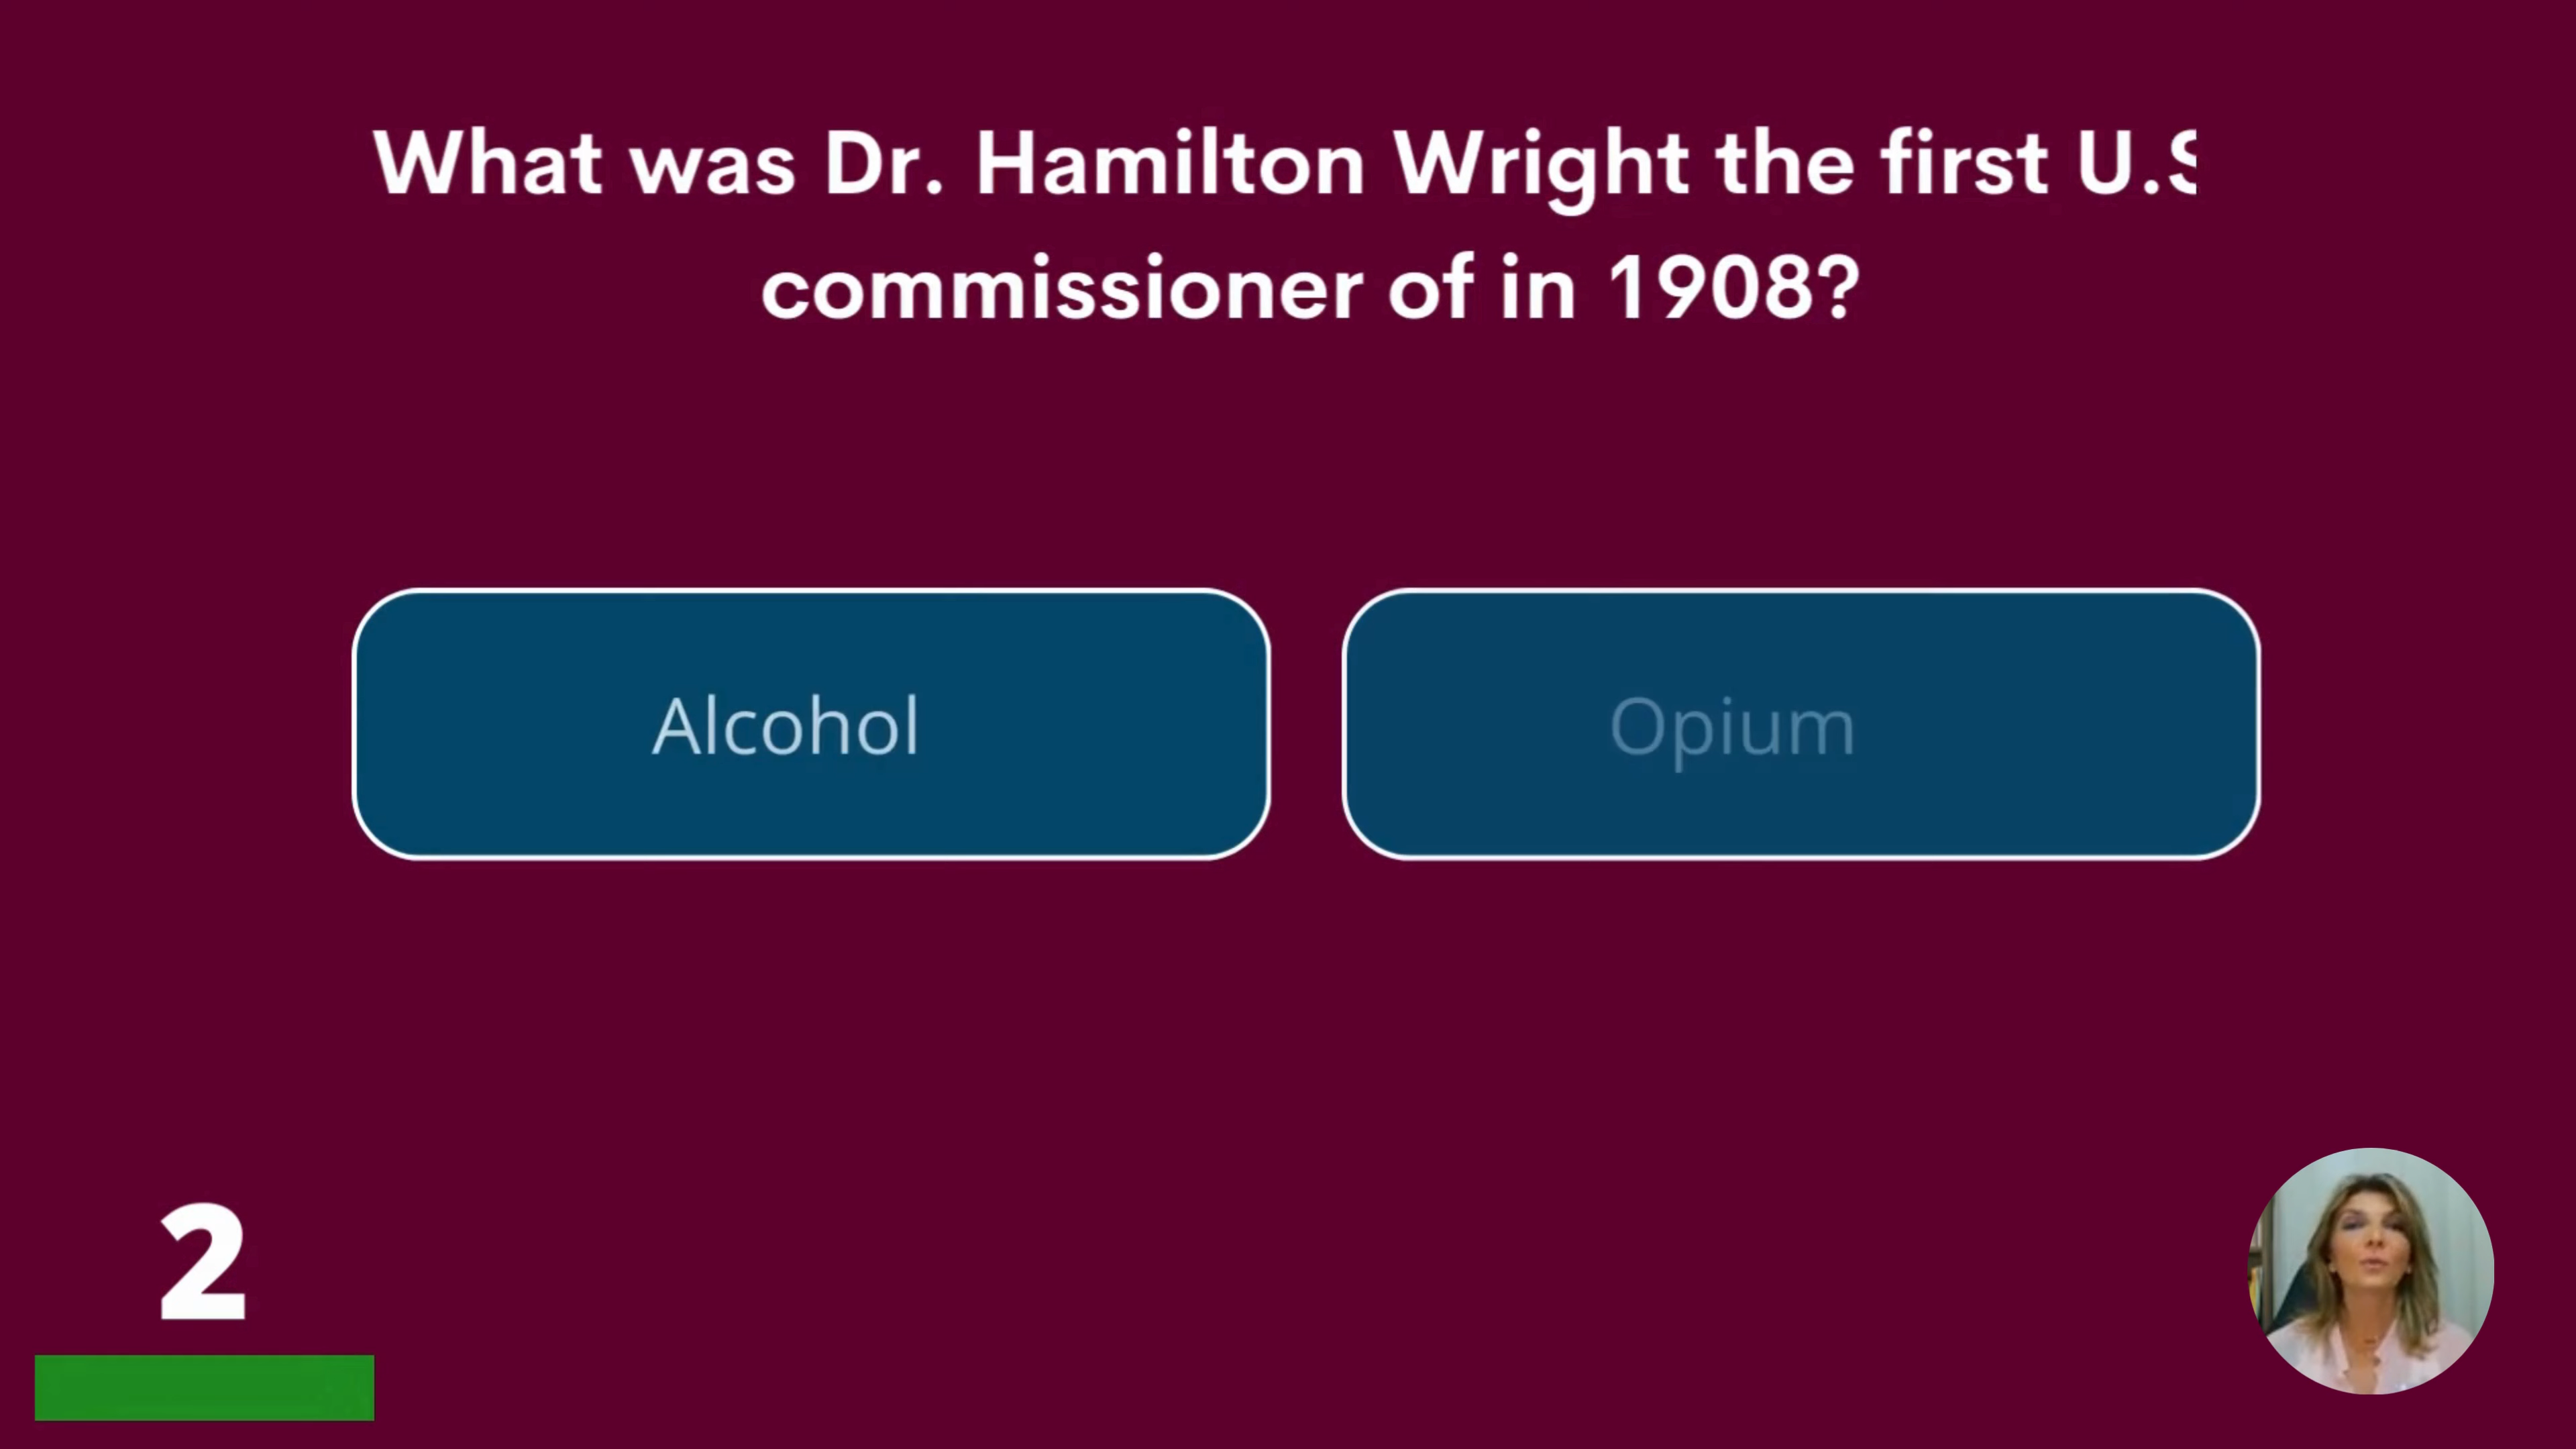 What was Dr. Hamilton Wright the first U.S
commissioner of in 1908?
Alcohol
Opium
2